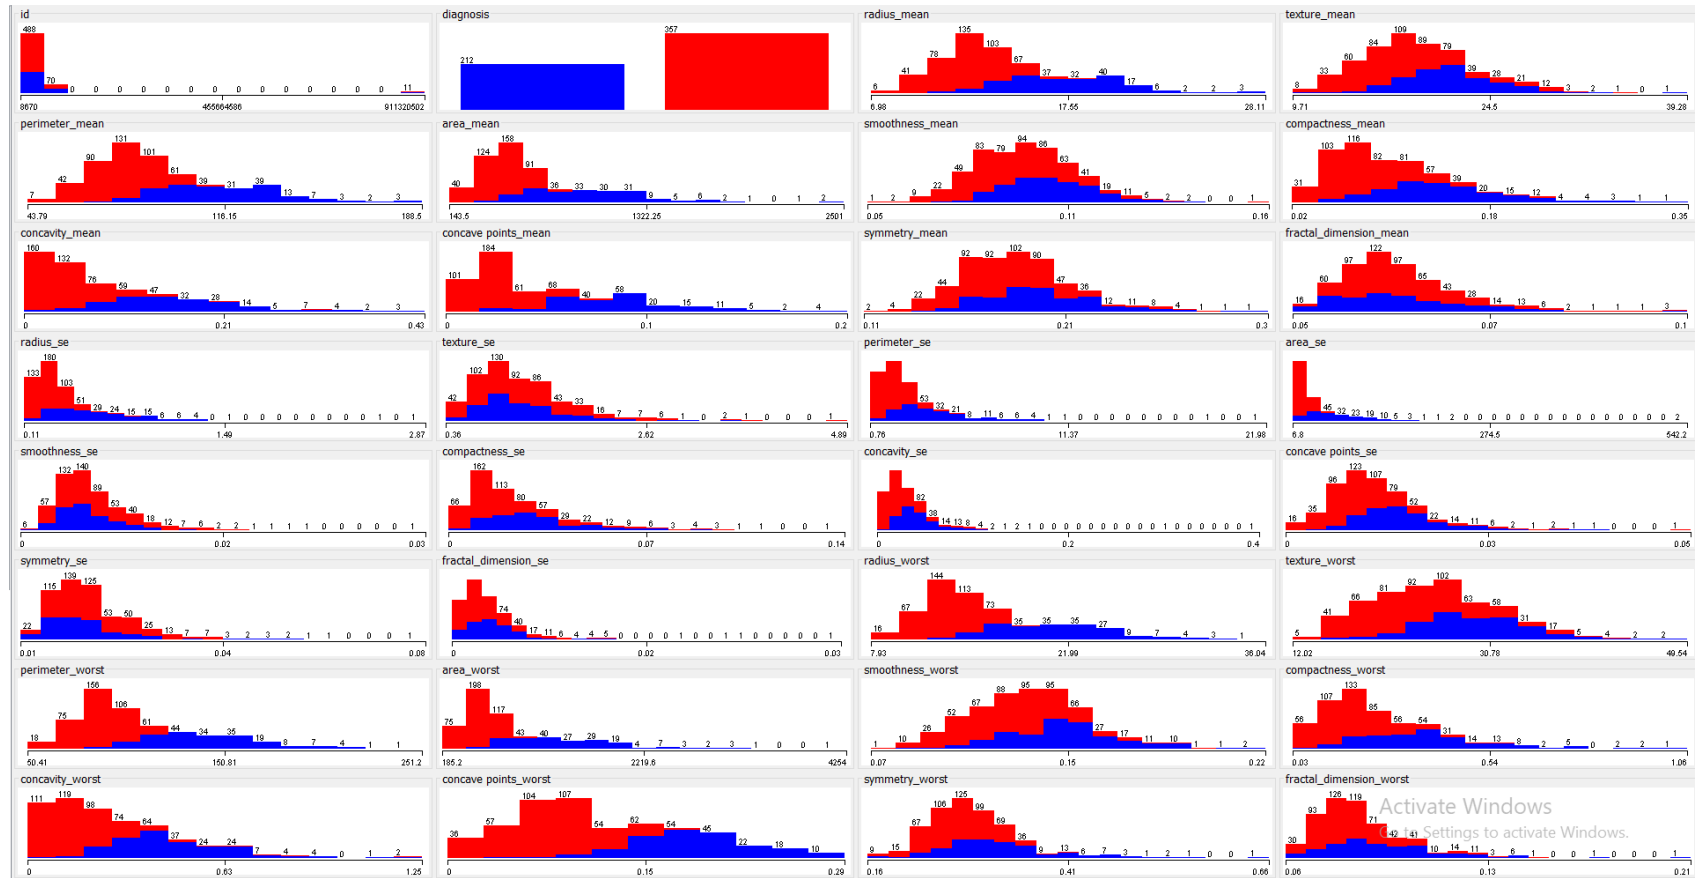 id
488
70
0 0 0 0 0 0 0 0 0 0 0 0 0 0 11
8670 465664586 911320502
diagnosis
212
357
radius_mean
6 41 78 135 103 67 37 32 40 17 6 2 2 3
6.98 17.55 28.11
texture_mean
8 33 60 84 109 89 79 39 28 21 12 3 2 1 0 1
9.71 24.5 39.28
perimeter_mean
7 42 90 131 101 61 39 31 39 13 7 3 2 3
43.79 116.15 188.5
area_mean
40 124 158 91 36 33 30 31 9 5 6 2 1 0 1 2
143.5 1322.25 2501
smoothness_mean
1 2 9 22 49 83 79 94 86 63 41 19 11 5 2 2 0 0 1
0.05 0.11 0.16
compactness_mean
31 103 116 82 81 57 39 20 15 12 4 4 3 1 1
0.02 0.18 0.35
concavity_mean
160 132 76 59 47 32 28 14 5 7 4 2 3
0 0.21 0.43
concave points_mean
101 184 61 68 40 58 20 15 11 5 2 4
0 0.1 0.2
symmetry_mean
2 4 22 44 92 92 102 90 47 36 12 11 8 4 1 1 1
0.11 0.21 0.3
fractal_dimension_mean
16 60 97 122 97 65 43 28 14 13 6 2 1 1 1 3
0.05 0.07 0.1
radius_se
133 180 103 51 29 24 15 15 6 6 4 0 1 0 0 0 0 0 0 0 0 1 0 1
0.11 1.49 2.87
texture_se
42 102 130 92 86 43 33 16 7 7 6 1 0 2 1 0 0 0 1
0.36 2.62 4.89
perimeter_se
53 32 21 8 11 6 6 4 1 1 0 0 0 0 0 0 0 1 0 0 1
0.76 11.37 21.98
area_se
45 32 23 19 10 5 3 1 1 2 0 0 0 0 0 0 0 0 0 0 0 0 0 0 2
6.8 274.5 542.2
smoothness_se
6 57 132 140 89 53 40 18 12 7 6 2 2 1 1 1 1 0 0 0 0 0 1
0 0.02 0.03
compactness_se
66 162 113 80 57 29 22 12 9 6 3 4 3 1 1 0 0 1
0 0.07 0.14
concavity_se
82 38 14 13 8 4 2 1 2 1 0 0 0 0 0 0 0 0 0 1 0 0 0 0 0 0 1
0 0.2 0.4
concave points_se
16 35 96 123 107 79 52 22 14 11 6 2 1 2 1 1 0 0 0 1
0 0.03 0.05
symmetry_se
22 115 139 125 53 50 25 13 7 7 3 2 3 2 1 1 0 0 0 1
0.01 0.04 0.08
fractal_dimension_se
74 40 17 11 6 4 4 5 0 0 0 0 1 0 0 1 0 0 0 0 0 0 1
0 0.02 0.03
radius_worst
16 67 144 113 73 35 35 35 27 9 7 4 3 1
7.93 21.99 36.04
texture_worst
5 41 66 81 92 102 63 58 31 17 5 4 2 2
12.02 30.78 49.54
perimeter_worst
18 75 156 106 61 44 34 35 19 8 7 4 1 1
50.41 150.81 251.2
area_worst
75 198 117 43 40 27 29 19 4 7 3 2 3 1 0 0 1
185.2 2219.6 4254
smoothness_worst
1 10 26 52 67 88 95 95 66 27 17 11 10 1 1 2
0.07 0.15 0.22
compactness_worst
56 107 133 85 56 54 31 14 13 8 2 5 0 2 2 1
0.03 0.54 1.06
concavity_worst
111 119 98 74 64 37 24 24 7 4 4 0 1 2
0 0.63 1.25
concave points_worst
36 57 104 107 54 62 54 45 22 18 10
0 0.15 0.29
symmetry_worst
9 15 67 106 125 99 69 36 9 13 6 7 3 1 2 1 0 0 1
0.16 0.41 0.66
fractal_dimension_worst
30 93 126 119 71 42 41 10 14 11 3 6 1 0 0 0 0 0 1
0.06 0.13 0.21
Activate Windows
Go to Settings to activate Windows.